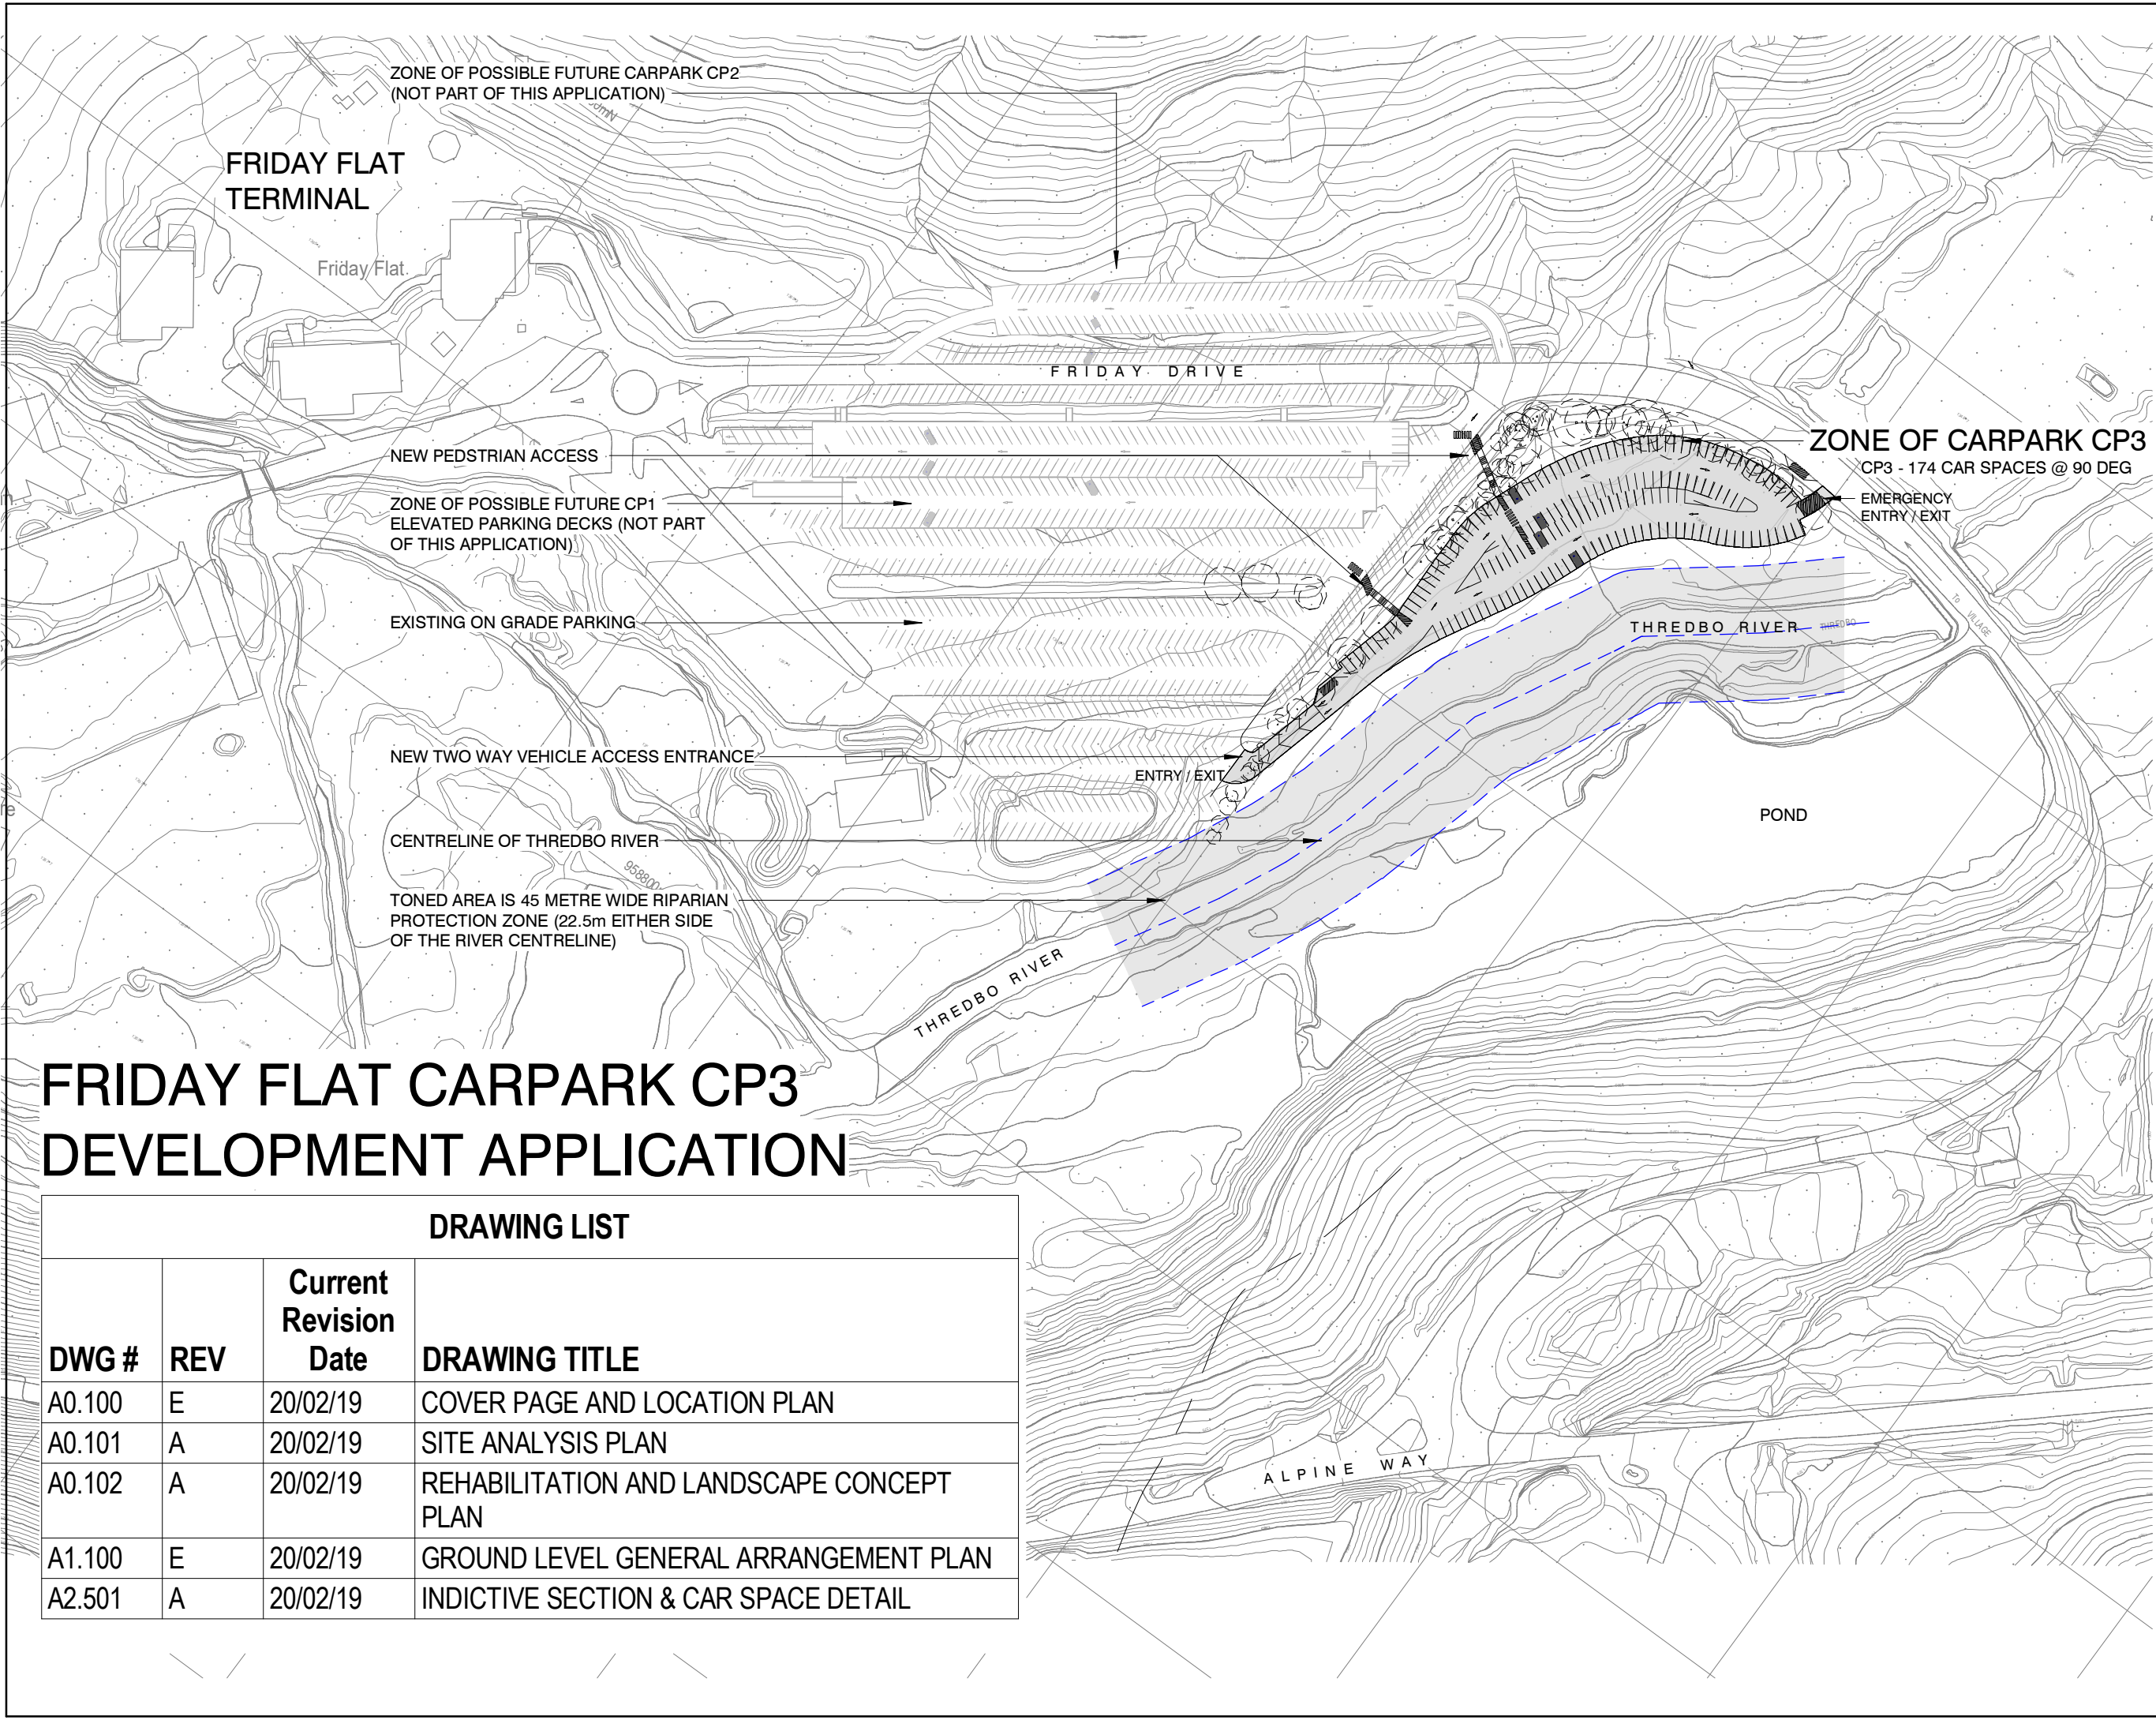 ZONE OF POSSIBLE FUTURE CARPARK CP2
(NOT PART OF THIS APPLICATION)
FRIDAY FLAT
TERMINAL
Friday Flat
FRIDAY DRIVE
ZONE OF CARPARK CP3
CP3 - 174 CAR SPACES @ 90 DEG
EMERGENCY
ENTRY / EXIT
NEW PEDSTRIAN ACCESS
ZONE OF POSSIBLE FUTURE CP1
ELEVATED PARKING DECKS (NOT PART
OF THIS APPLICATION)
EXISTING ON GRADE PARKING
THREDBO RIVER
THREDBO
To VILLAGE
NEW TWO WAY VEHICLE ACCESS ENTRANCE
ENTRY / EXIT
POND
CENTRELINE OF THREDBO RIVER
958800
TONED AREA IS 45 METRE WIDE RIPARIAN
PROTECTION ZONE (22.5m EITHER SIDE
OF THE RIVER CENTRELINE)
THREDBO RIVER
FRIDAY FLAT CARPARK CP3
DEVELOPMENT APPLICATION
DRAWING LIST
DWG # REV Current Revision Date DRAWING TITLE
A0.100 E 20/02/19 COVER PAGE AND LOCATION PLAN
A0.101 A 20/02/19 SITE ANALYSIS PLAN
A0.102 A 20/02/19 REHABILITATION AND LANDSCAPE CONCEPT
PLAN
A1.100 E 20/02/19 GROUND LEVEL GENERAL ARRANGEMENT PLAN
A2.501 A 20/02/19 INDICTIVE SECTION & CAR SPACE DETAIL
ALPINE WAY